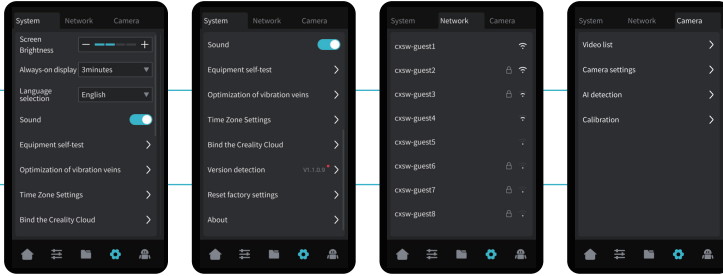 System Network Camera
Screen
Brightness
Always-on display 3minutes
Language
selection
English
Sound
Equipment self-test
Optimization of vibration veins
Time Zone Settings
Bind the Creality Cloud
System Network Camera
Sound
Equipment self-test
Optimization of vibration veins
Time Zone Settings
Bind the Creality Cloud
Version detection V1.1.0.9
Reset factory settings
About
System Network Camera
cxsw-guest1
cxsw-guest2
cxsw-guest3
cxsw-guest4
cxsw-guest5
cxsw-guest6
cxsw-guest7
cxsw-guest8
System Network Camera
Video list
Camera settings
AI detection
Calibration